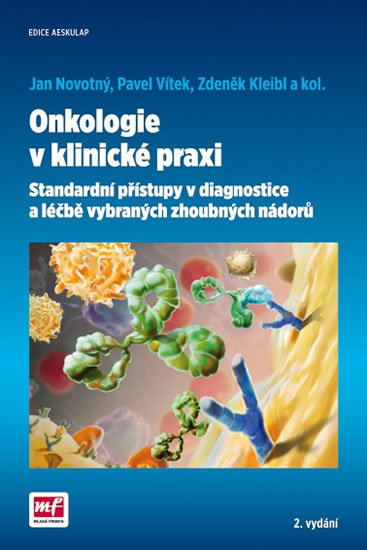 EDICE AESKULAP
Jan Novotný, Pavel Vítek, Zdeněk Kleibl a kol.
Onkologie
v klinické praxi
Standardní přístupy v diagnostice
a léčbě vybraných zhoubných nádorů
mf
MLADÁ FRONTA
2. vydání